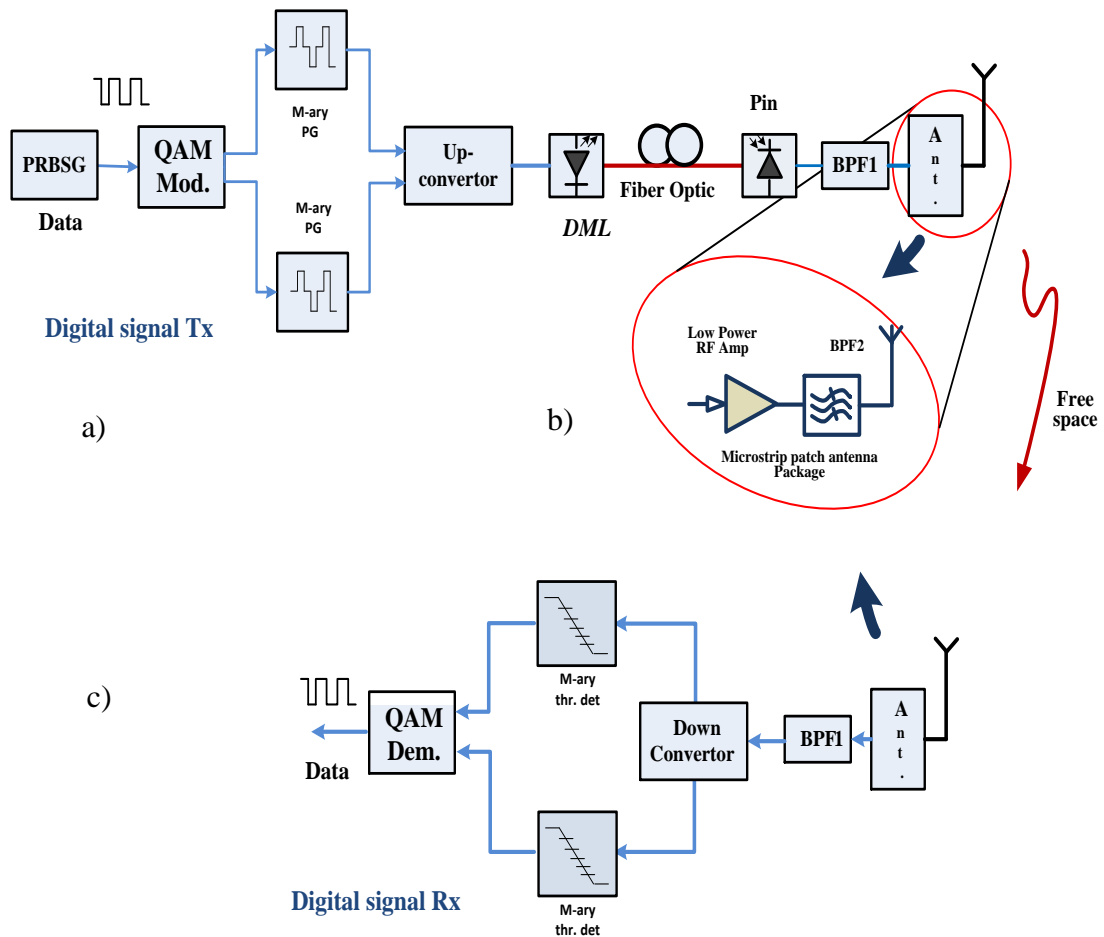 M-ary
PG
PRBSG
Data
QAM
Mod.
M-ary
PG
Up-
convertor
DML
Fiber Optic
Pin
BPF1
A
n
t
.
Digital signal Tx
a)
b)
Low Power
RF Amp
BPF2
Microstrip patch antenna
Package
Free
space
c)
M-ary
thr. det
QAM
Dem.
Data
Down
Convertor
BPF1
A
n
t
.
M-ary
thr. det
Digital signal Rx